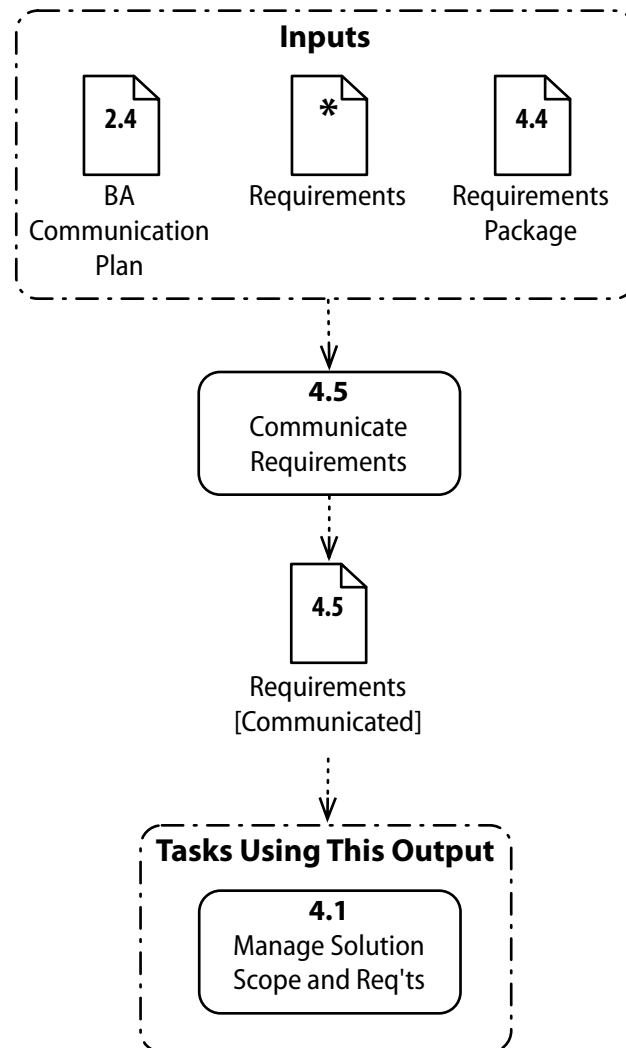 Inputs
2.4
BA
Communication
Plan
*
Requirements
4.4
Requirements
Package
4.5
Communicate
Requirements
4.5
Requirements
[Communicated]
Tasks Using This Output
4.1
Manage Solution
Scope and Req'ts